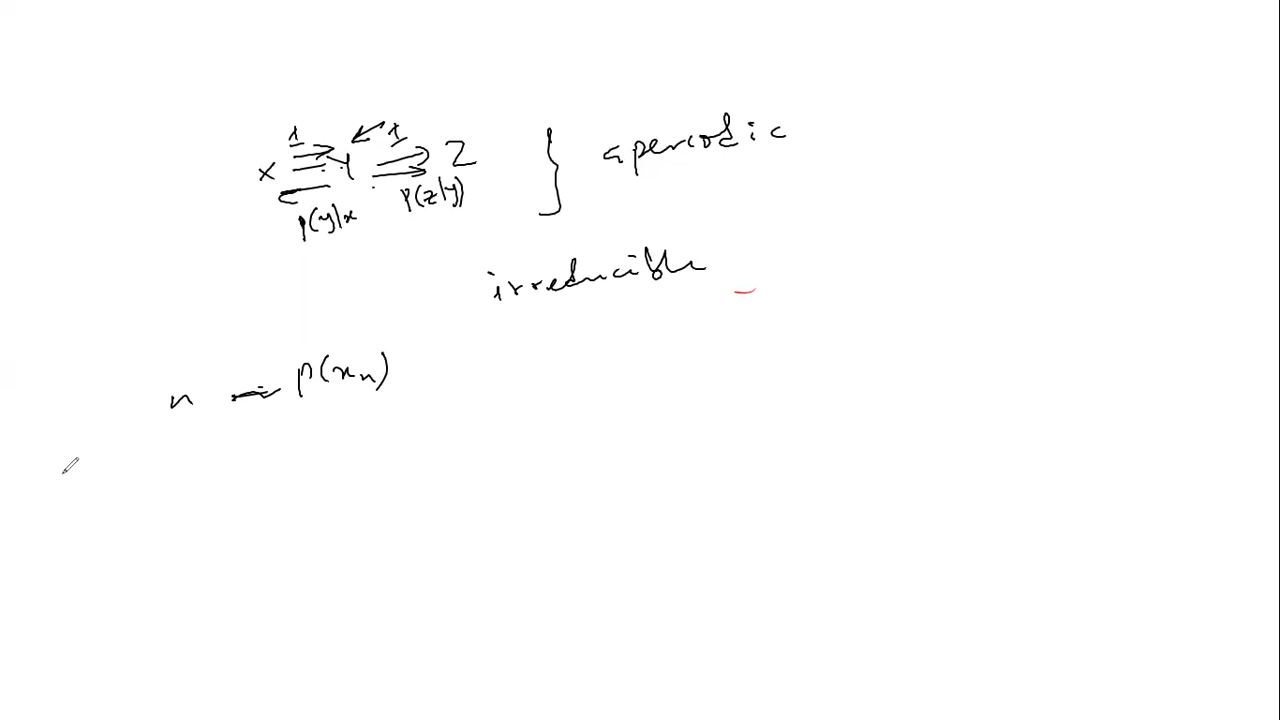 1 1
X Y Z } aperiodic
p(y|x p(z|y)
irreducible
n p(xn)